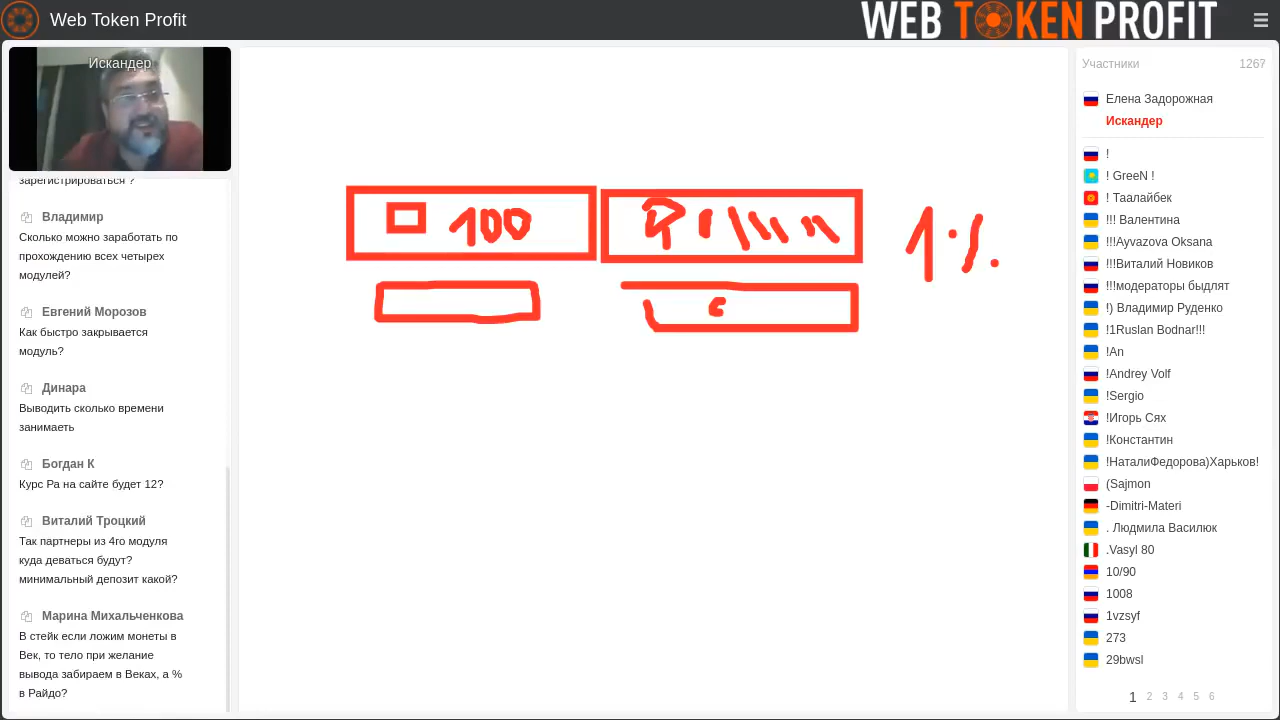 Web Token Profit
WEB TOKEN PROFIT
Искандер
зарегистрироваться ?
Владимир
Сколько можно заработать по
прохождению всех четырех
модулей?
Евгений Морозов
Как быстро закрывается
модуль?
Динара
Выводить сколько времени
занимаеть
Богдан К
Курс Ра на сайте будет 12?
Виталий Троцкий
Так партнеры из 4го модуля
куда деваться будут?
минимальный депозит какой?
Марина Михальченкова
В стейк если ложим монеты в
Век, то тело при желание
вывода забираем в Веках, а %
в Райдо?
100
1%
Участники 1267
Елена Задорожная
Искандер
!
! GreeN !
! Таалайбек
!!! Валентина
!!!Ayvazova Oksana
!!!Виталий Новиков
!!!модераторы быдлят
!) Владимир Руденко
!1Ruslan Bodnar!!!
!An
!Andrey Volf
!Sergio
!Игорь Сях
!Константин
!НаталиФедорова)Харьков!
(Sajmon
-Dimitri-Materi
. Людмила Василюк
.Vasyl 80
10/90
1008
1vzsyf
273
29bwsl
1 2 3 4 5 6